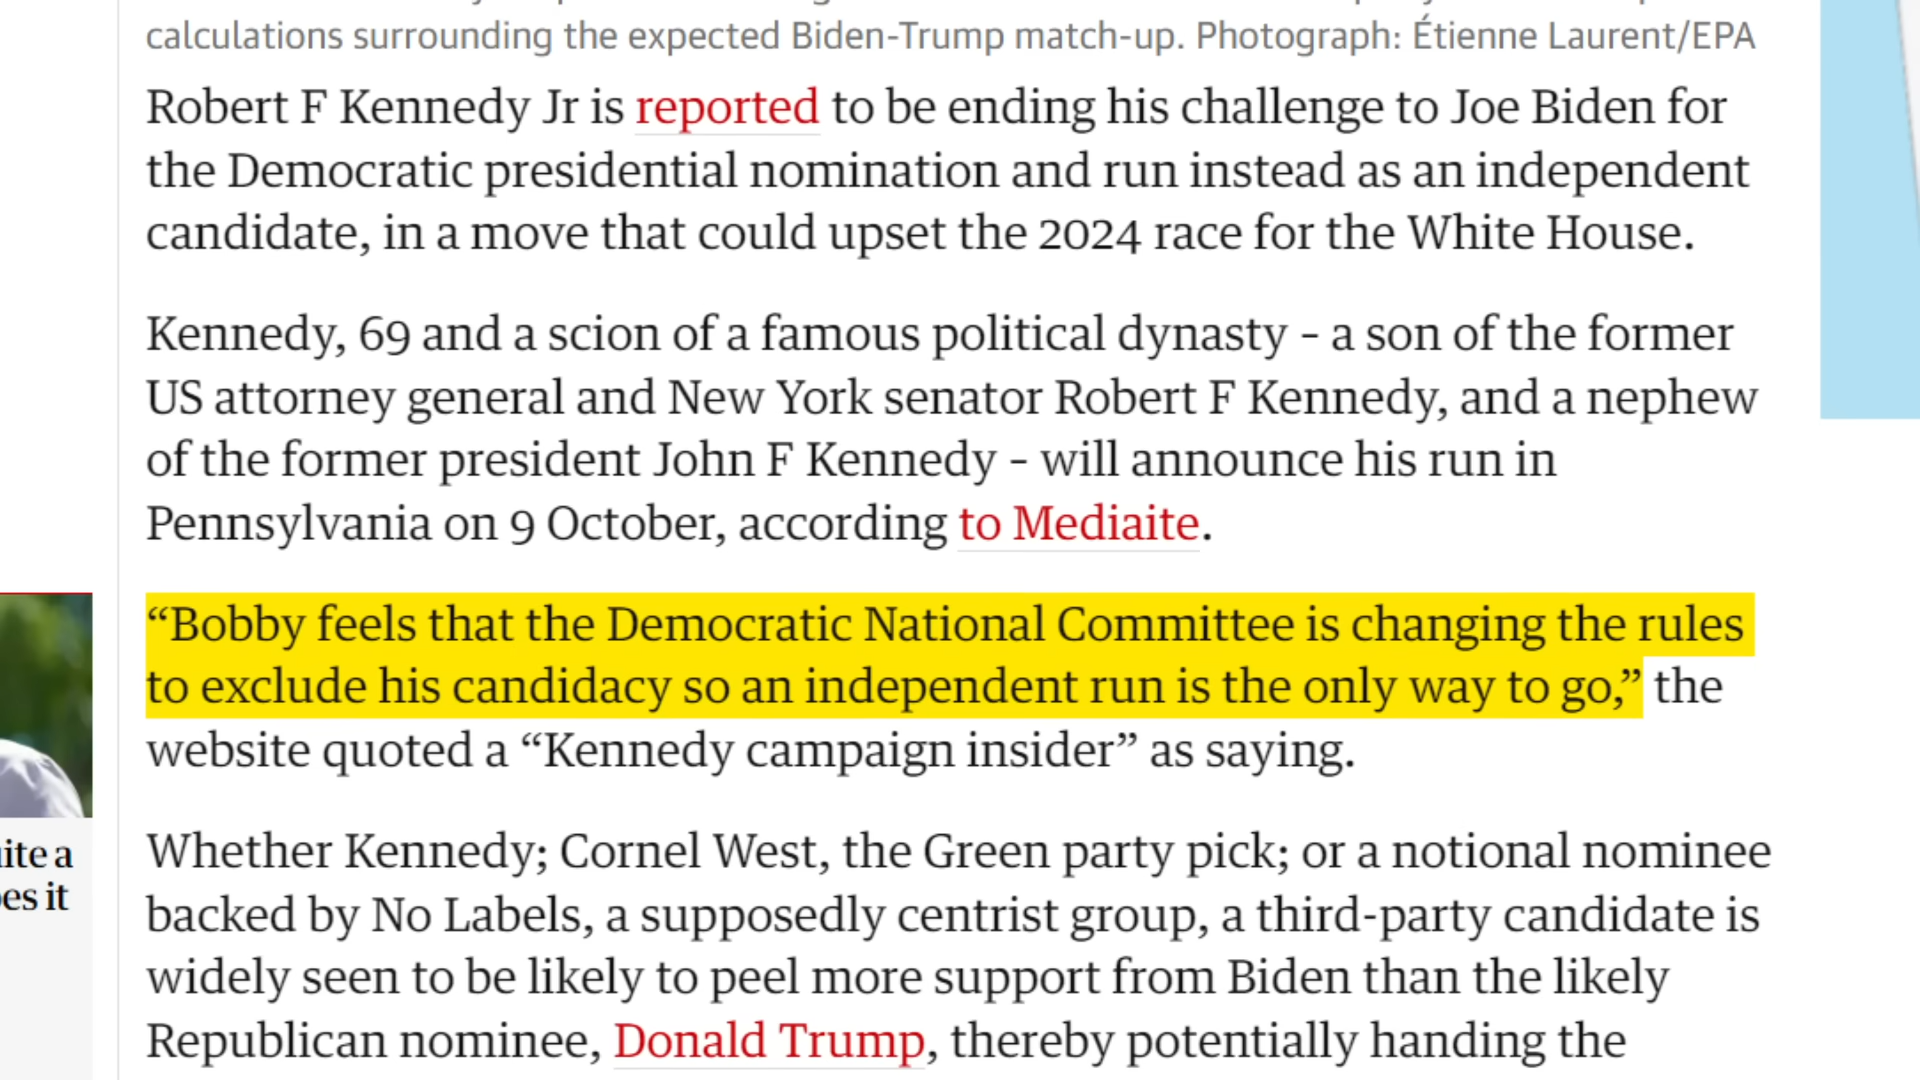 calculations surrounding the expected Biden-Trump match-up. Photograph: Étienne Laurent/EPA
Robert F Kennedy Jr is reported to be ending his challenge to Joe Biden for
the Democratic presidential nomination and run instead as an independent
candidate, in a move that could upset the 2024 race for the White House.
Kennedy, 69 and a scion of a famous political dynasty – a son of the former
US attorney general and New York senator Robert F Kennedy, and a nephew
of the former president John F Kennedy – will announce his run in
Pennsylvania on 9 October, according to Mediaite.
“Bobby feels that the Democratic National Committee is changing the rules
to exclude his candidacy so an independent run is the only way to go,” the
website quoted a “Kennedy campaign insider” as saying.
Whether Kennedy; Cornel West, the Green party pick; or a notional nominee
backed by No Labels, a supposedly centrist group, a third-party candidate is
widely seen to be likely to peel more support from Biden than the likely
Republican nominee, Donald Trump, thereby potentially handing the
a
it